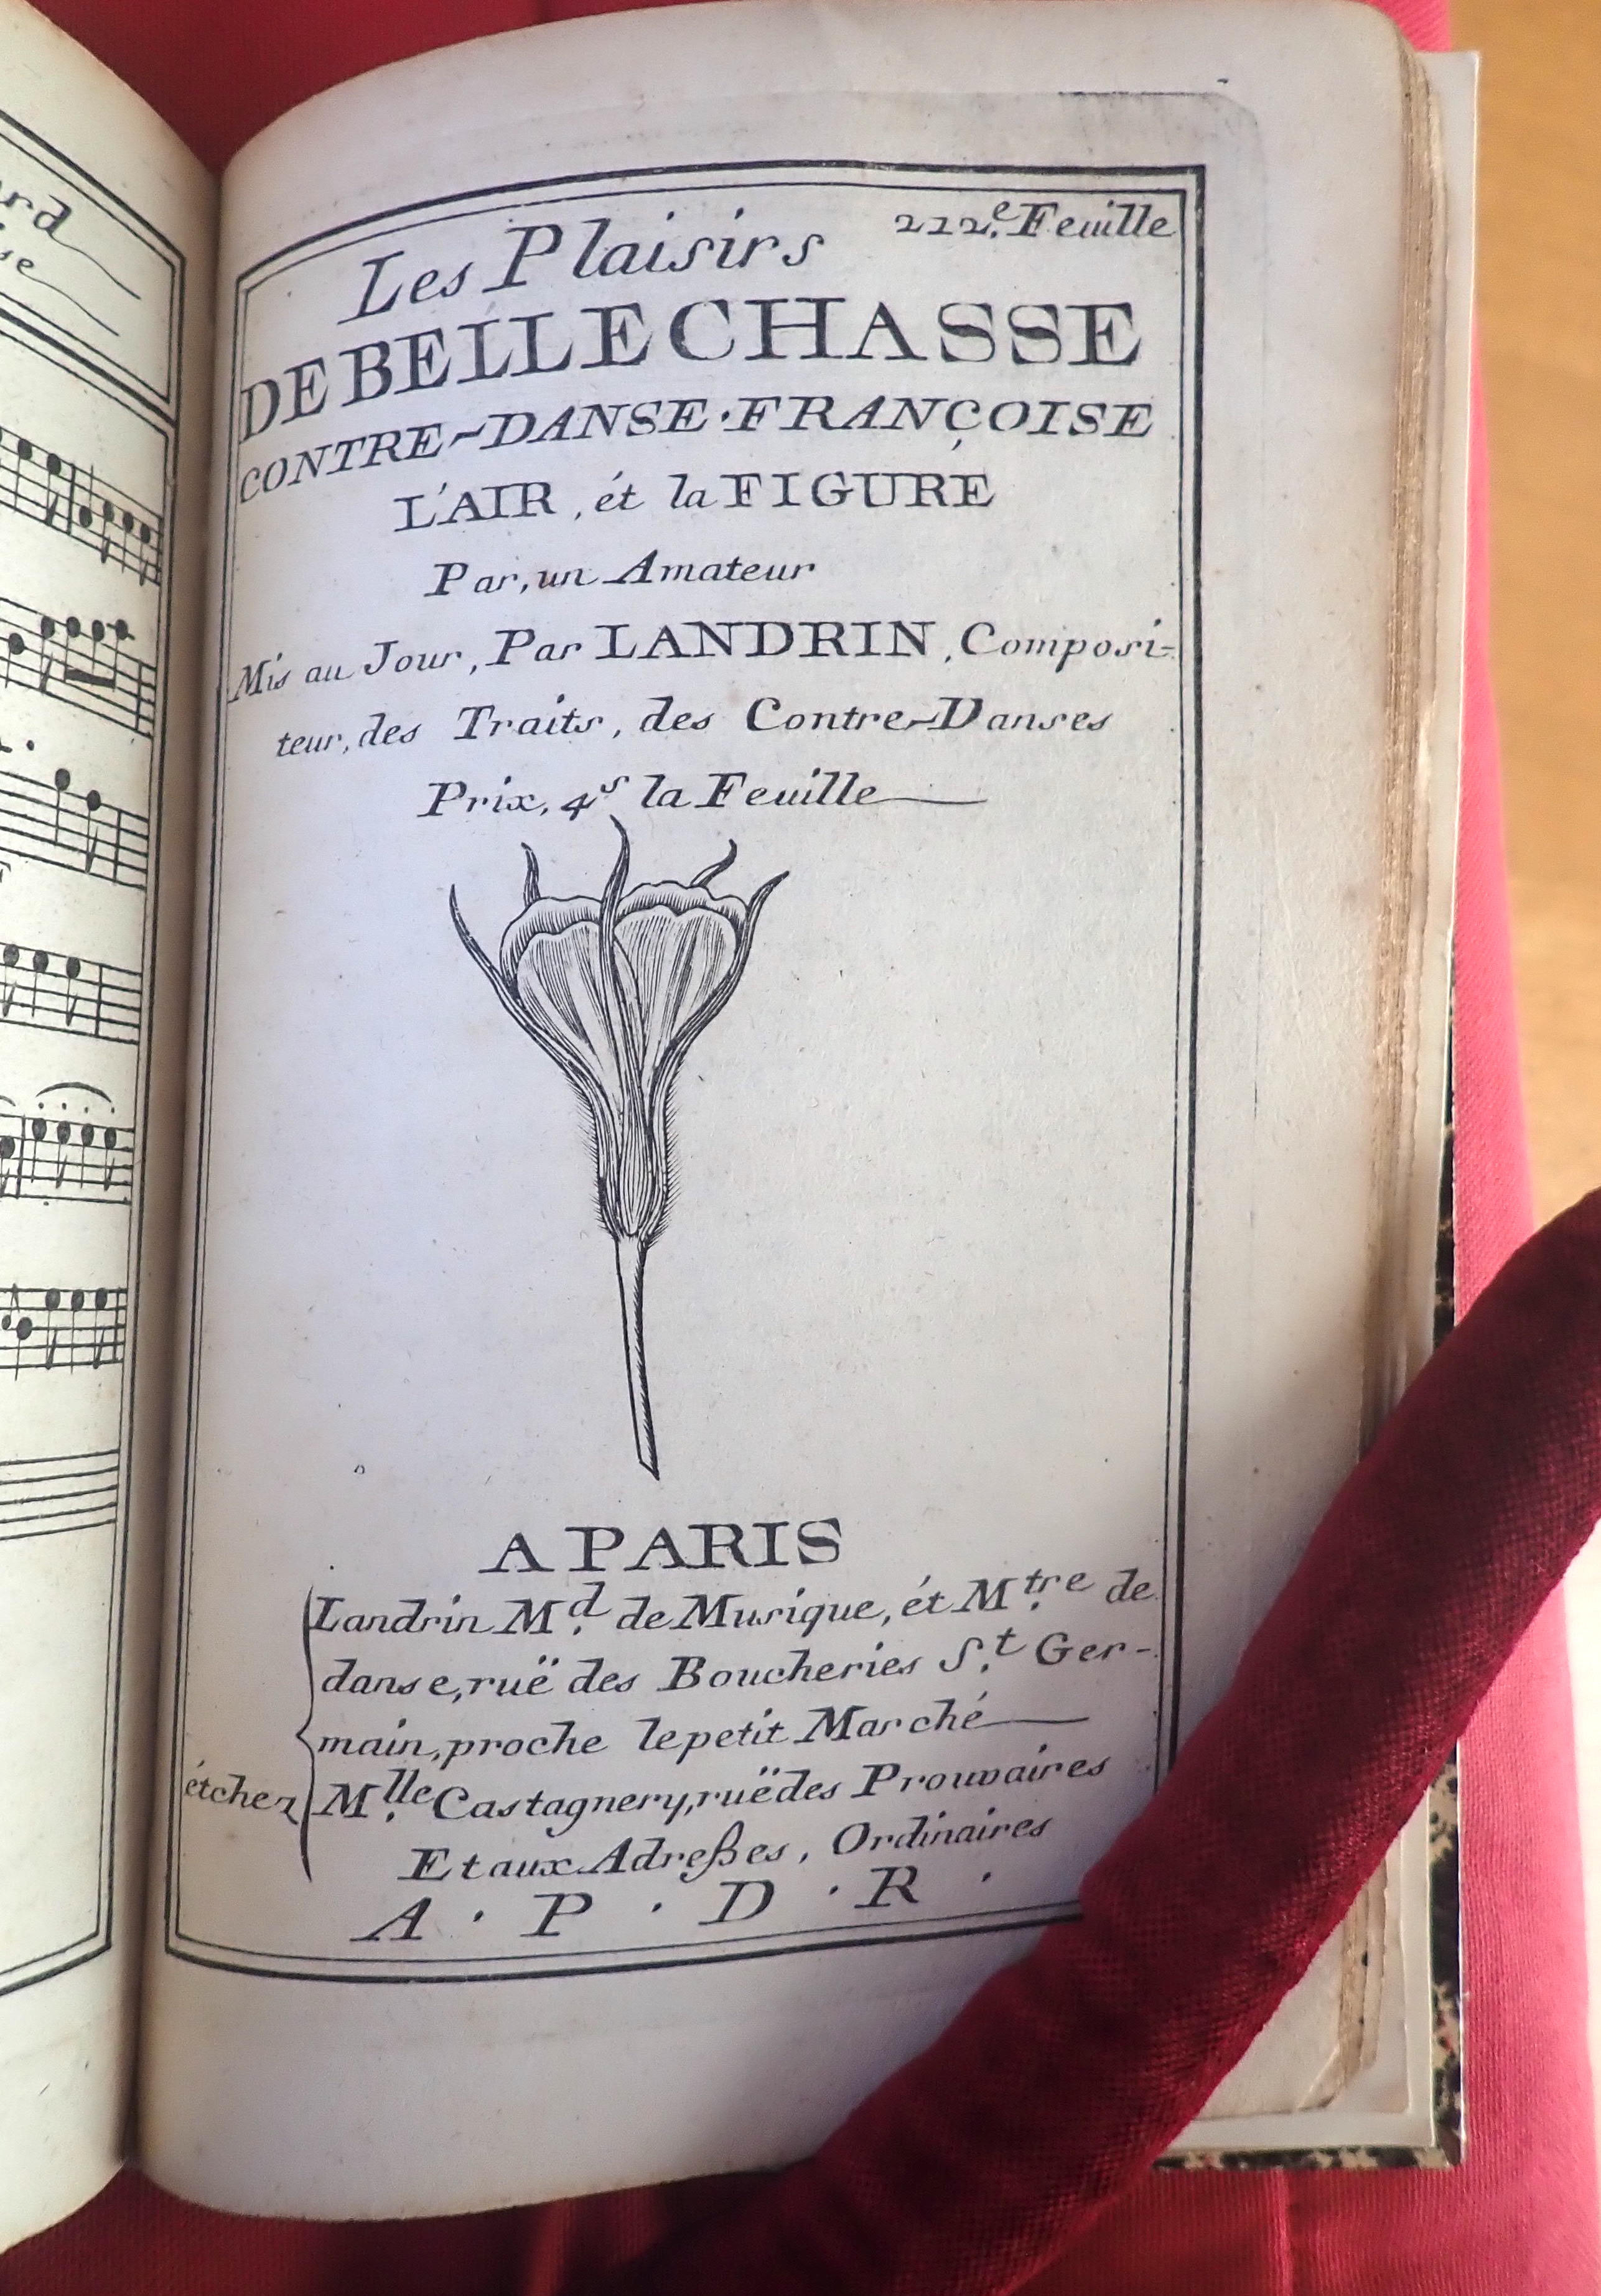 212.e Feuille
Les Plaisirs
DE BELLECHASSE
CONTRE-DANSE·FRANÇOISE
L'AIR, ét la FIGURE
Par, un Amateur
Mis au Jour, Par LANDRIN, Composi=
teur, des Traits, des Contre-Danses
Prix, 4s la Feuille
A PARIS
Landrin M.d de Musique, ét M.tre de
danse, ruë des Boucheries S.t Ger-
main, proche le petit Marché
étchez M.lle Castagnery, ruë des Prouvaires
Et aux Adreßes, Ordinaires
A · P · D · R ·